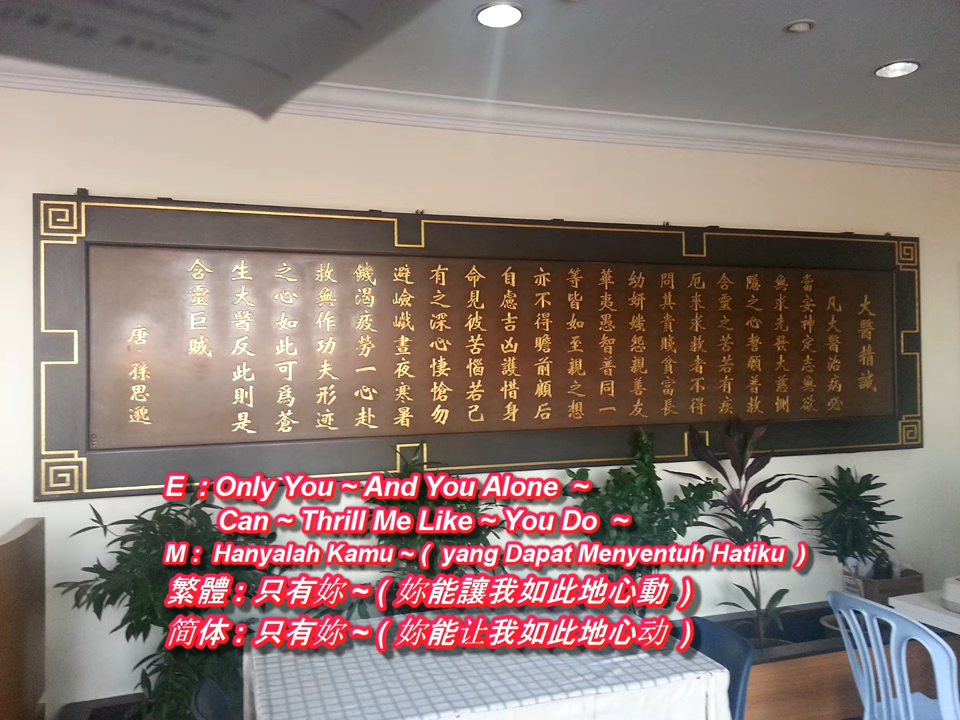 大醫精誠
凡大醫治病必
當安神定志無欲
無求先發大慈惻
隱之心誓願普救
含靈之苦若有疾
厄來求救者不得
問其貴賤貧富長
幼妍媸怨親善友
華夷愚智普同一
等皆如至親之想
亦不得瞻前顧后
自慮吉凶護惜身
命見彼苦惱若己
有之深心悽愴勿
避嶮巇晝夜寒暑
饑渴疲勞一心赴
救無作功夫形迹
之心如此可爲蒼
生大醫反此則是
含靈巨賊
唐·孫思邈
E : Only You ~ And You Alone ~
Can ~ Thrill Me Like ~ You Do ~
M : Hanyalah Kamu ~ ( yang Dapat Menyentuh Hatiku )
繁體 : 只有妳 ~ ( 妳能讓我如此地心動 )
简体 : 只有妳 ~ ( 妳能让我如此地心动 )